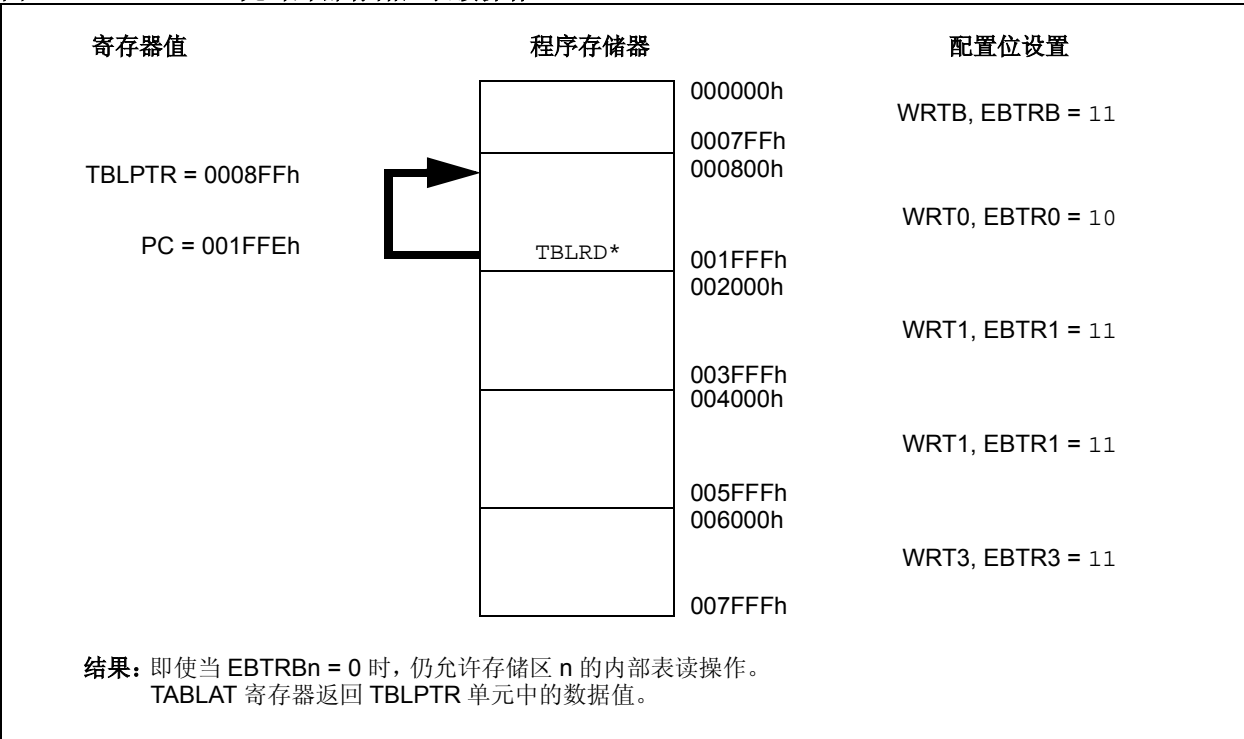 寄存器值 程序存储器 配置位设置
000000h
WRTB, EBTRB = 11
0007FFh
TBLPTR = 0008FFh 000800h
WRT0, EBTR0 = 10
PC = 001FFEh TBLRD* 001FFFh
002000h
WRT1, EBTR1 = 11
003FFFh
004000h
WRT1, EBTR1 = 11
005FFFh
006000h
WRT3, EBTR3 = 11
007FFFh
结果：即使当 EBTRBn = 0 时，仍允许存储区 n 的内部表读操作。
TABLAT 寄存器返回 TBLPTR 单元中的数据值。